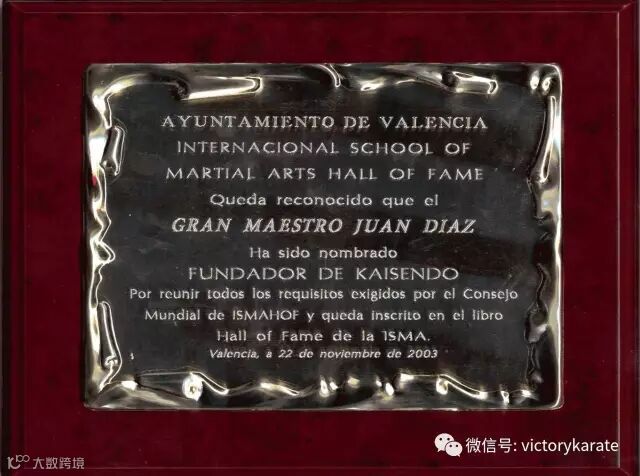 AYUNTAMIENTO DE VALENCIA
INTERNACIONAL SCHOOL OF
MARTIAL ARTS HALL OF FAME
Queda reconocido que el
GRAN MAESTRO JUAN DIAZ
Ha sido nombrado
FUNDADOR DE KAISENDO
Por reunir todos los requisitos exigidos por el Consejo
Mundial de ISMAHOF y queda inscrito en el libro
Hall of Fame de la ISMA.
Valencia, a 22 de noviembre de 2003
微信号: victorykarate
大数跨境